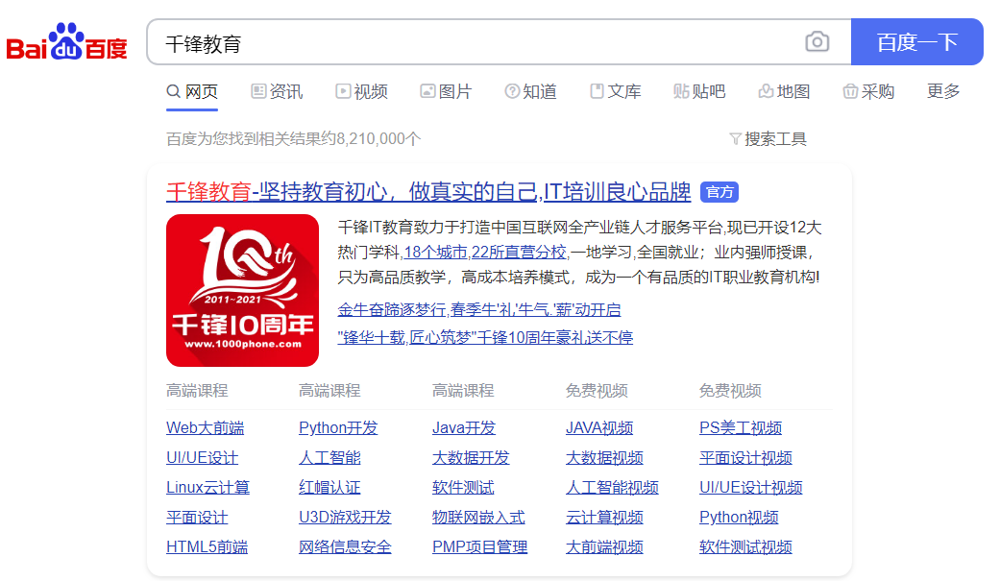 Bai du 百度
千锋教育
百度一下
网页 资讯 视频 图片 知道 文库 贴吧 地图 采购 更多
百度为您找到相关结果约8,210,000个 搜索工具
千锋教育-坚持教育初心，做真实的自己,IT培训良心品牌 官方
10th
2011~2021
千锋10周年
www.1000phone.com
千锋IT教育致力于打造中国互联网全产业链人才服务平台,现已开设12大
热门学科,18个城市,22所直营分校,一地学习,全国就业；业内强师授课，
只为高品质教学，高成本培养模式，成为一个有品质的IT职业教育机构!
金牛奋蹄逐梦行,春季牛'礼'牛气.'薪'动开启
"锋华十载,匠心筑梦"千锋10周年豪礼送不停
高端课程 高端课程 高端课程 免费视频 免费视频
Web大前端 Python开发 Java开发 JAVA视频 PS美工视频
UI/UE设计 人工智能 大数据开发 大数据视频 平面设计视频
Linux云计算 红帽认证 软件测试 人工智能视频 UI/UE设计视频
平面设计 U3D游戏开发 物联网嵌入式 云计算视频 Python视频
HTML5前端 网络信息安全 PMP项目管理 大前端视频 软件测试视频